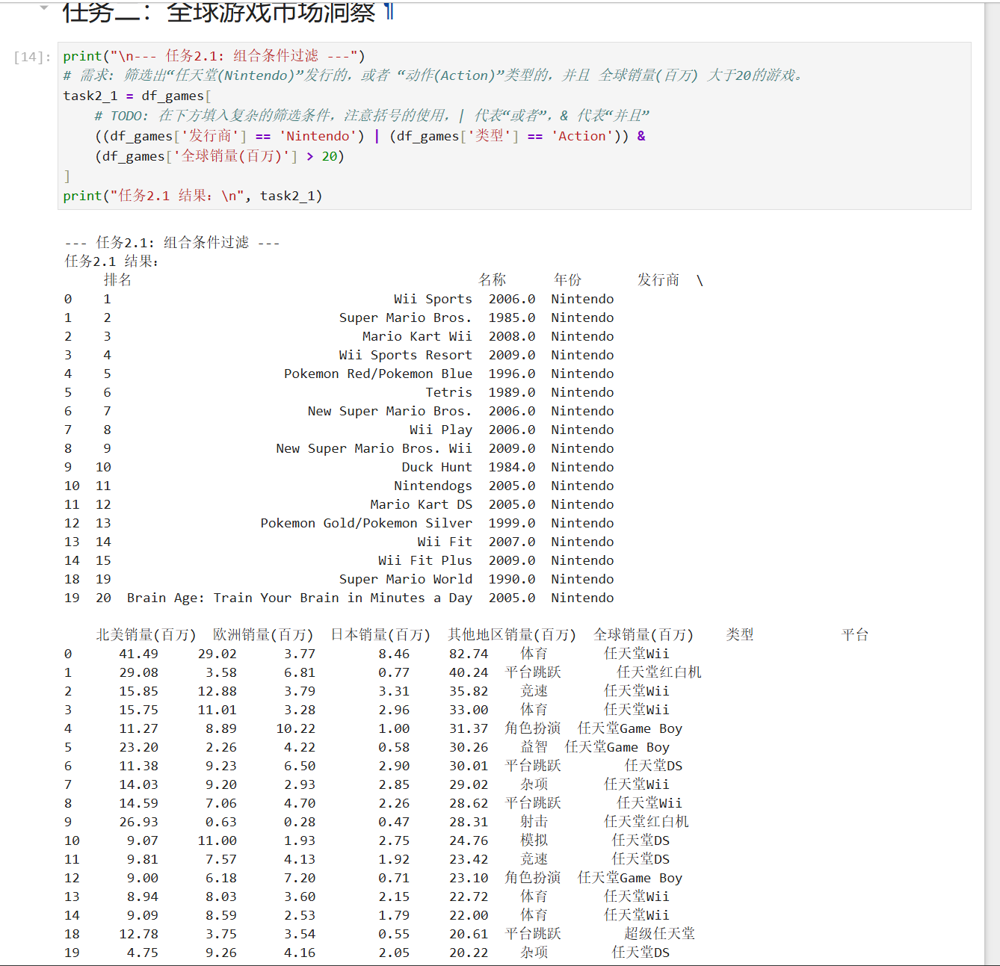 任务二：全球游戏市场洞察 ¶
[14]:
print("\n--- 任务2.1: 组合条件过滤 ---")
# 需求: 筛选出“任天堂(Nintendo)”发行的，或者 “动作(Action)”类型的，并且 全球销量(百万) 大于20的游戏。
task2_1 = df_games[
# TODO: 在下方填入复杂的筛选条件，注意括号的使用，| 代表“或者”，& 代表“并且”
((df_games['发行商'] == 'Nintendo') | (df_games['类型'] == 'Action')) &
(df_games['全球销量(百万)'] > 20)
]
print("任务2.1 结果：\n", task2_1)
--- 任务2.1: 组合条件过滤 ---
任务2.1 结果：
排名 名称 年份 发行商 \
0 1 Wii Sports 2006.0 Nintendo
1 2 Super Mario Bros. 1985.0 Nintendo
2 3 Mario Kart Wii 2008.0 Nintendo
3 4 Wii Sports Resort 2009.0 Nintendo
4 5 Pokemon Red/Pokemon Blue 1996.0 Nintendo
5 6 Tetris 1989.0 Nintendo
6 7 New Super Mario Bros. 2006.0 Nintendo
7 8 Wii Play 2006.0 Nintendo
8 9 New Super Mario Bros. Wii 2009.0 Nintendo
9 10 Duck Hunt 1984.0 Nintendo
10 11 Nintendogs 2005.0 Nintendo
11 12 Mario Kart DS 2005.0 Nintendo
12 13 Pokemon Gold/Pokemon Silver 1999.0 Nintendo
13 14 Wii Fit 2007.0 Nintendo
14 15 Wii Fit Plus 2009.0 Nintendo
18 19 Super Mario World 1990.0 Nintendo
19 20 Brain Age: Train Your Brain in Minutes a Day 2005.0 Nintendo
北美销量(百万) 欧洲销量(百万) 日本销量(百万) 其他地区销量(百万) 全球销量(百万) 类型 平台
0 41.49 29.02 3.77 8.46 82.74 体育 任天堂Wii
1 29.08 3.58 6.81 0.77 40.24 平台跳跃 任天堂红白机
2 15.85 12.88 3.79 3.31 35.82 竞速 任天堂Wii
3 15.75 11.01 3.28 2.96 33.00 体育 任天堂Wii
4 11.27 8.89 10.22 1.00 31.37 角色扮演 任天堂Game Boy
5 23.20 2.26 4.22 0.58 30.26 益智 任天堂Game Boy
6 11.38 9.23 6.50 2.90 30.01 平台跳跃 任天堂DS
7 14.03 9.20 2.93 2.85 29.02 杂项 任天堂Wii
8 14.59 7.06 4.70 2.26 28.62 平台跳跃 任天堂Wii
9 26.93 0.63 0.28 0.47 28.31 射击 任天堂红白机
10 9.07 11.00 1.93 2.75 24.76 模拟 任天堂DS
11 9.81 7.57 4.13 1.92 23.42 竞速 任天堂DS
12 9.00 6.18 7.20 0.71 23.10 角色扮演 任天堂Game Boy
13 8.94 8.03 3.60 2.15 22.72 体育 任天堂Wii
14 9.09 8.59 2.53 1.79 22.00 体育 任天堂Wii
18 12.78 3.75 3.54 0.55 20.61 平台跳跃 超级任天堂
19 4.75 9.26 4.16 2.05 20.22 杂项 任天堂DS